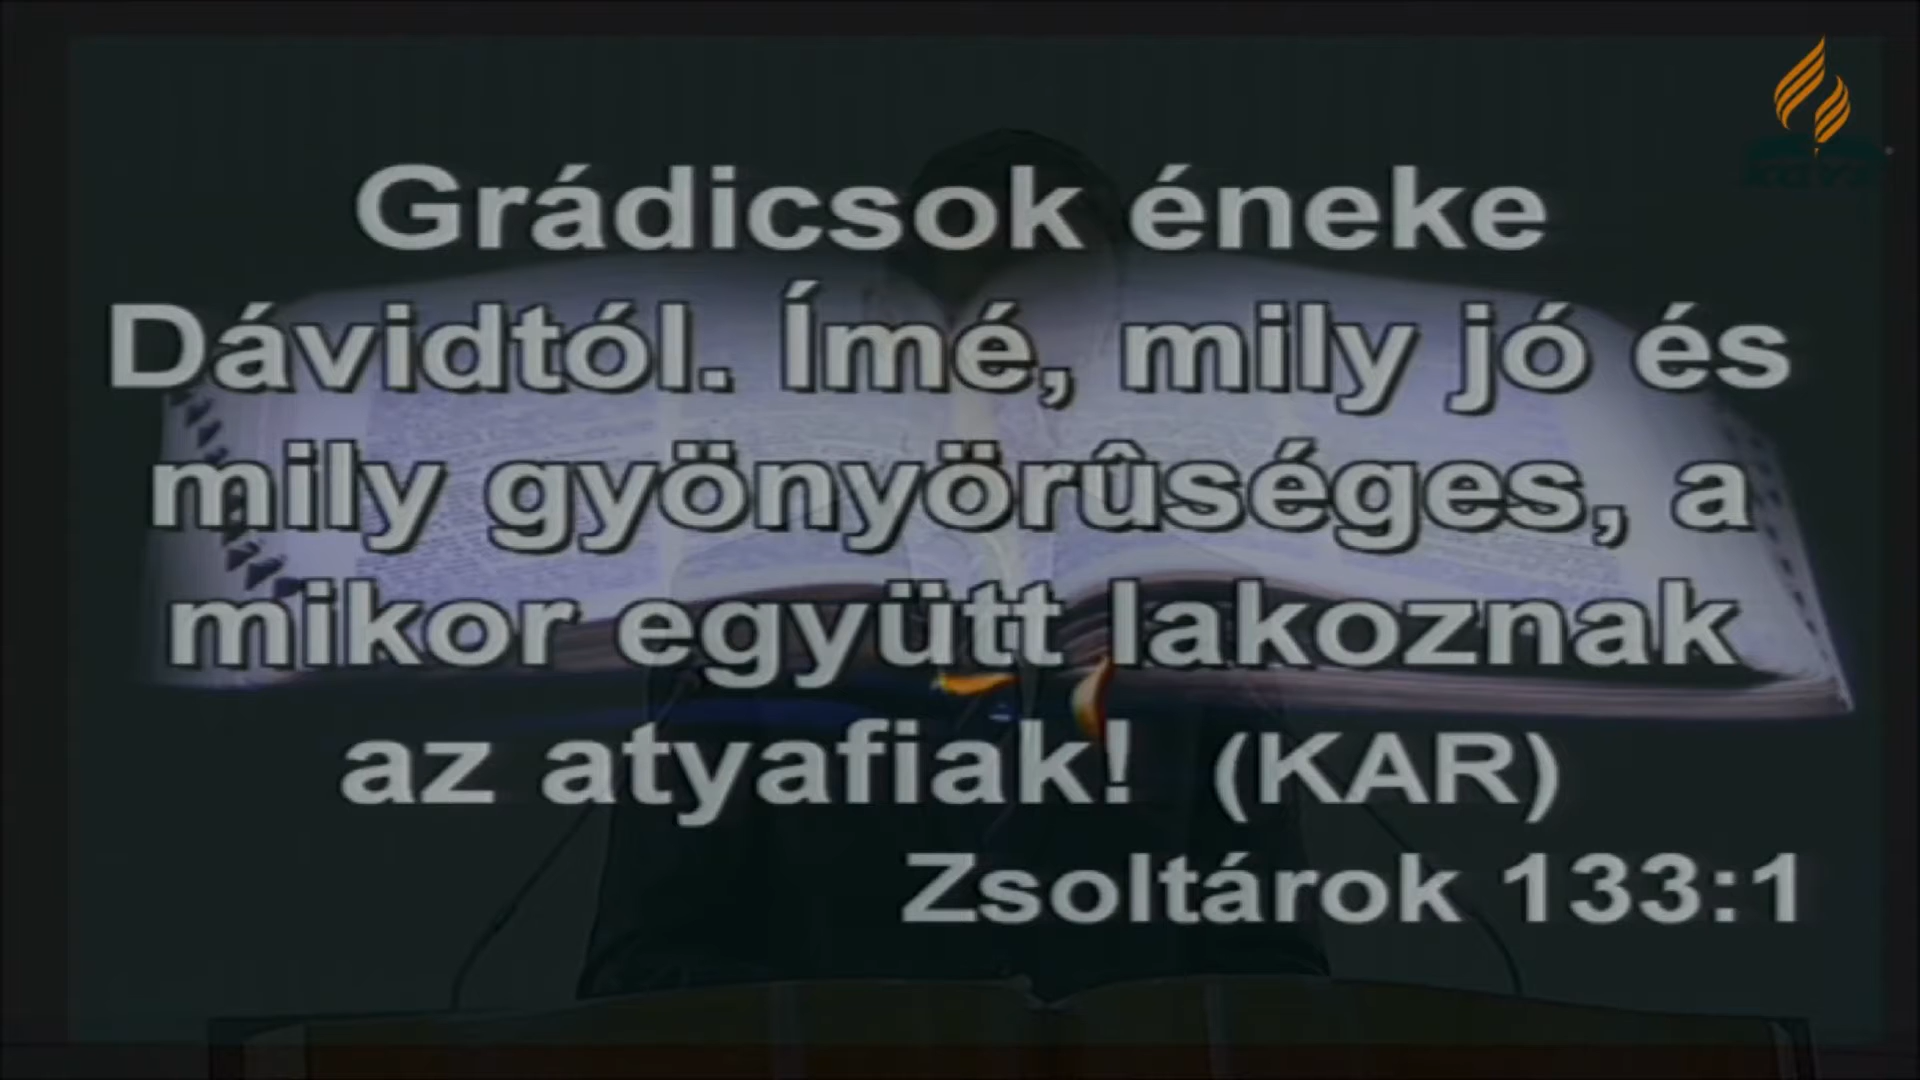 Grádicsok éneke
Dávidtól. Ímé, mily jó és
mily gyönyörûséges, a
mikor együtt lakoznak
az atyafiak! (KAR)
Zsoltárok 133:1